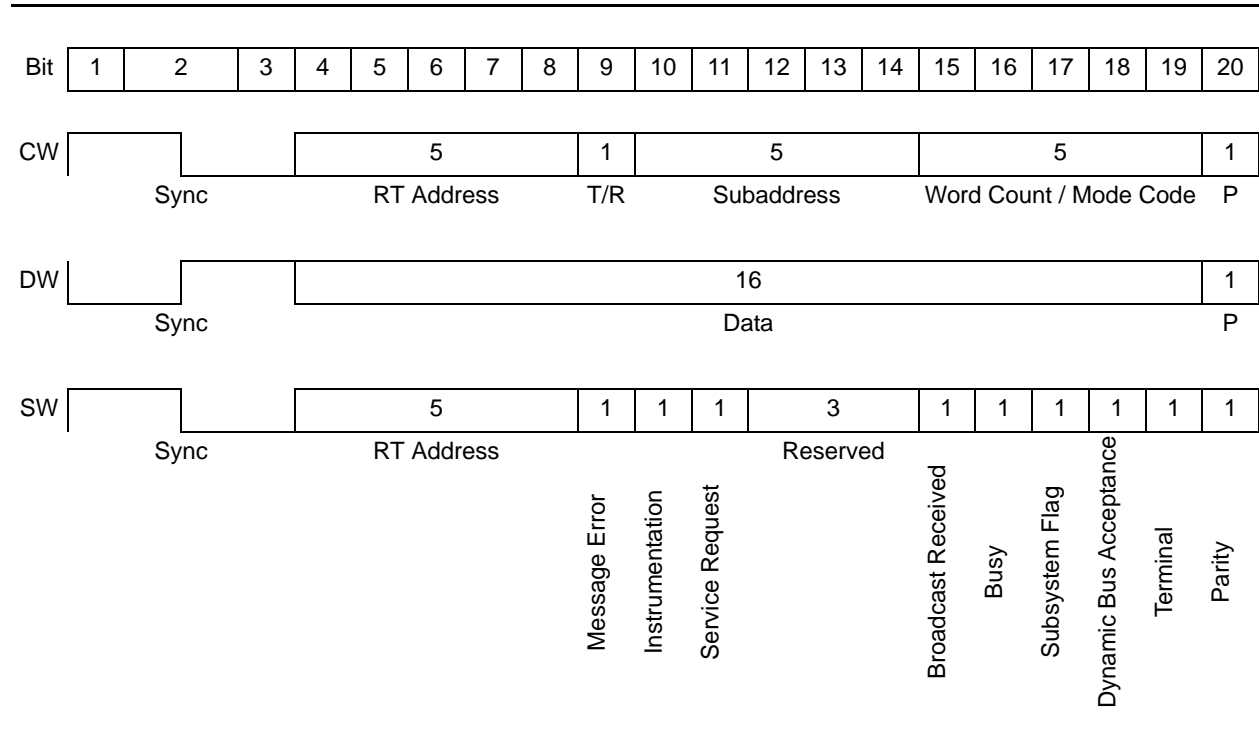 Bit 1 2 3 4 5 6 7 8 9 10 11 12 13 14 15 16 17 18 19 20
CW 5 1 5 5 1
Sync RT Address T/R Subaddress Word Count / Mode Code P
DW 16 1
Sync Data P
SW 5 1 1 1 3 1 1 1 1 1 1
Sync RT Address Reserved
Message Error
Instrumentation
Service Request
Broadcast Received
Busy
Subsystem Flag
Dynamic Bus Acceptance
Terminal
Parity